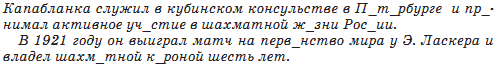 Капабланка служил в кубинском консульстве в П_т_рбурге и пр_-
нимал активное уч_стие в шахматной ж_зни Рос_ии.
В 1921 году он выиграл матч на перв_нство мира у Э. Ласкера и
владел шахм_тной к_роной шесть лет.